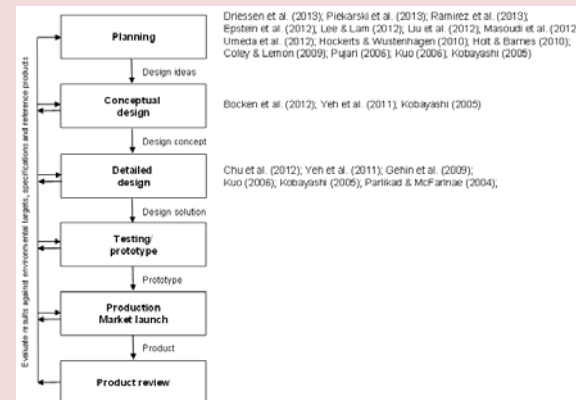 Driessen et al. (2013); Piekarski et al. (2013); Ramirez et al. (2013);
Epstein et al. (2012); Lee & Lam (2012); Liu et al. (2012); Masoudi et al. (2012
Umeda et al. (2012); Hockerts & Wustenhagen (2010); Holt & Barnes (2010);
Coley & Lemon (2009); Pujari (2006); Kuo (2006); Kobayashi (2005)
Planning
Design ideas
Conceptual
design
Bocken et al. (2012); Yeh et al. (2011); Kobayashi (2005)
Design concept
Detailed
design
Chu et al. (2012); Yeh et al. (2011); Gehin et al. (2009);
Kuo (2006); Kobayashi (2005); Parlikad & McFarlnae (2004);
Design solution
Testing/
prototype
Prototype
Production
Market launch
Product
Product review
Evaluate results against environmental targets, specifications and reference products